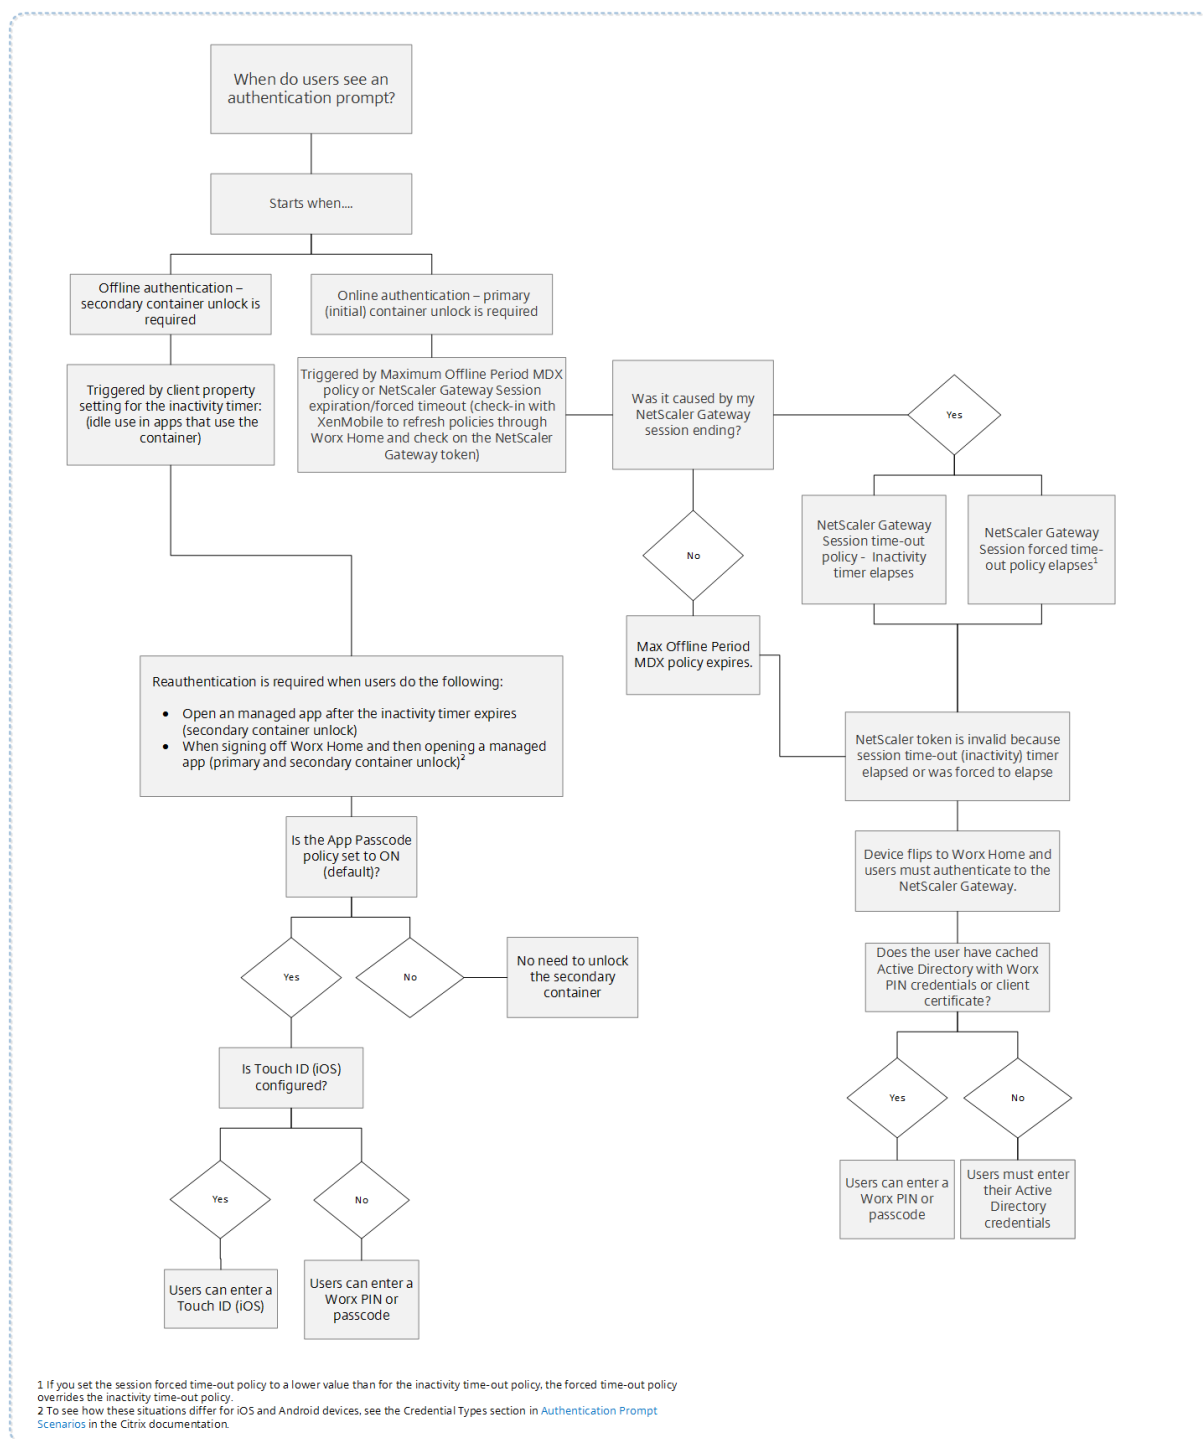 When do users see an
authentication prompt?
Starts when....
Offline authentication –
secondary container unlock is
required
Online authentication – primary
(initial) container unlock is required
Triggered by client property
setting for the inactivity timer:
(idle use in apps that use the
container)
Triggered by Maximum Offline Period MDX
policy or NetScaler Gateway Session
expiration/forced timeout (check-in with
XenMobile to refresh policies through
Worx Home and check on the NetScaler
Gateway token)
Was it caused by my
NetScaler Gateway
session ending?
Yes
NetScaler Gateway
Session time-out
policy - Inactivity
timer elapses
NetScaler Gateway
Session forced time-
out policy elapses¹
No
Max Offline Period
MDX policy expires.
Reauthentication is required when users do the following:
• Open an managed app after the inactivity timer expires
(secondary container unlock)
• When signing off Worx Home and then opening a managed
app (primary and secondary container unlock)²
NetScaler token is invalid because
session time-out (inactivity) timer
elapsed or was forced to elapse
Is the App Passcode
policy set to ON
(default)?
Device flips to Worx Home and
users must authenticate to the
NetScaler Gateway.
Yes
No
No need to unlock
the secondary
container
Does the user have cached
Active Directory with Worx
PIN credentials or client
certificate?
Is Touch ID (iOS)
configured?
Yes
No
Yes
No
Users can enter a
Worx PIN or
passcode
Users must enter
their Active
Directory
credentials
Users can enter a
Touch ID (iOS)
Users can enter a
Worx PIN or
passcode
1 If you set the session forced time-out policy to a lower value than for the inactivity time-out policy, the forced time-out policy
overrides the inactivity time-out policy.
2 To see how these situations differ for iOS and Android devices, see the Credential Types section in Authentication Prompt
Scenarios in the Citrix documentation.